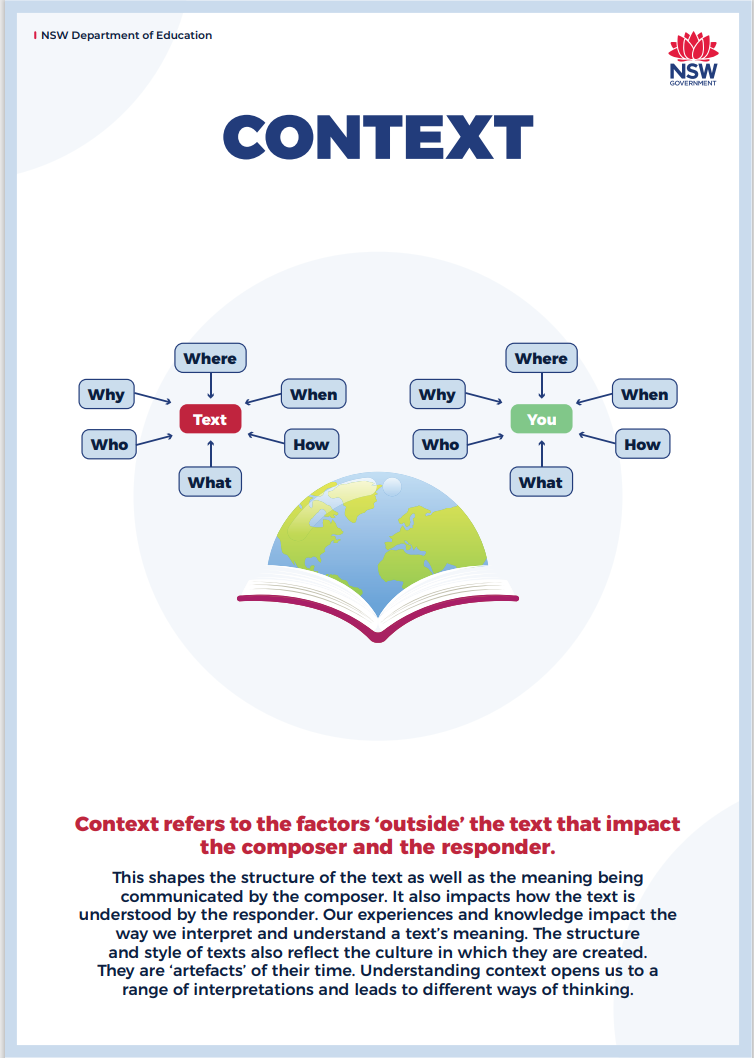 NSW Department of Education
NSW
GOVERNMENT
CONTEXT
Where
Why
When
Text
Who
How
What
Where
Why
When
You
Who
How
What
Context refers to the factors ‘outside’ the text that impact
the composer and the responder.
This shapes the structure of the text as well as the meaning being
communicated by the composer. It also impacts how the text is
understood by the responder. Our experiences and knowledge impact the
way we interpret and understand a text’s meaning. The structure
and style of texts also reflect the culture in which they are created.
They are ‘artefacts’ of their time. Understanding context opens us to a
range of interpretations and leads to different ways of thinking.